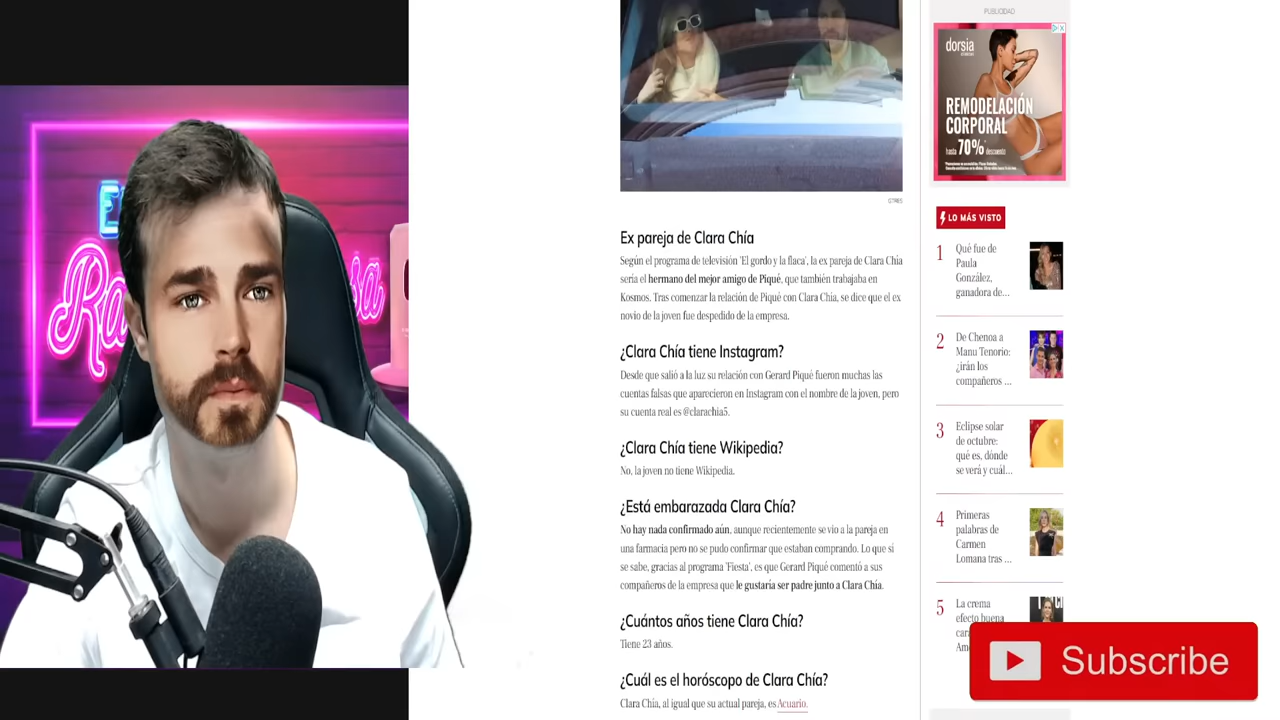 PUBLICIDAD
dorsia
REMODELACIÓN
CORPORAL
hasta 70% descuento
LO MÁS VISTO
1
Qué fue de
Paula
González,
ganadora de...
2
De Chenoa a
Manu Tenorio:
¿irán los
compañeros ...
3
Eclipse solar
de octubre:
qué es, dónde
se verá y cuál...
4
Primeras
palabras de
Carmen
Lomana tras ...
5
La crema
efecto buena
Subscribe
GTRES
Ex pareja de Clara Chía
Según el programa de televisión 'El gordo y la flaca', la ex pareja de Clara Chía
sería el hermano del mejor amigo de Piqué, que también trabajaba en
Kosmos. Tras comenzar la relación de Piqué con Clara Chía, se dice que el ex
novio de la joven fue despedido de la empresa.
¿Clara Chía tiene Instagram?
Desde que salió a la luz su relación con Gerard Piqué fueron muchas las
cuentas falsas que aparecieron en Instagram con el nombre de la joven, pero
su cuenta real es @clarachia5.
¿Clara Chía tiene Wikipedia?
No, la joven no tiene Wikipedia.
¿Está embarazada Clara Chía?
No hay nada confirmado aún, aunque recientemente se vio a la pareja en
una farmacia pero no se pudo confirmar que estaban comprando. Lo que si
se sabe, gracias al programa 'Fiesta', es que Gerard Piqué comentó a sus
compañeros de la empresa que le gustaría ser padre junto a Clara Chía.
¿Cuántos años tiene Clara Chía?
Tiene 23 años.
¿Cuál es el horóscopo de Clara Chía?
Clara Chía, al igual que su actual pareja, es Acuario.